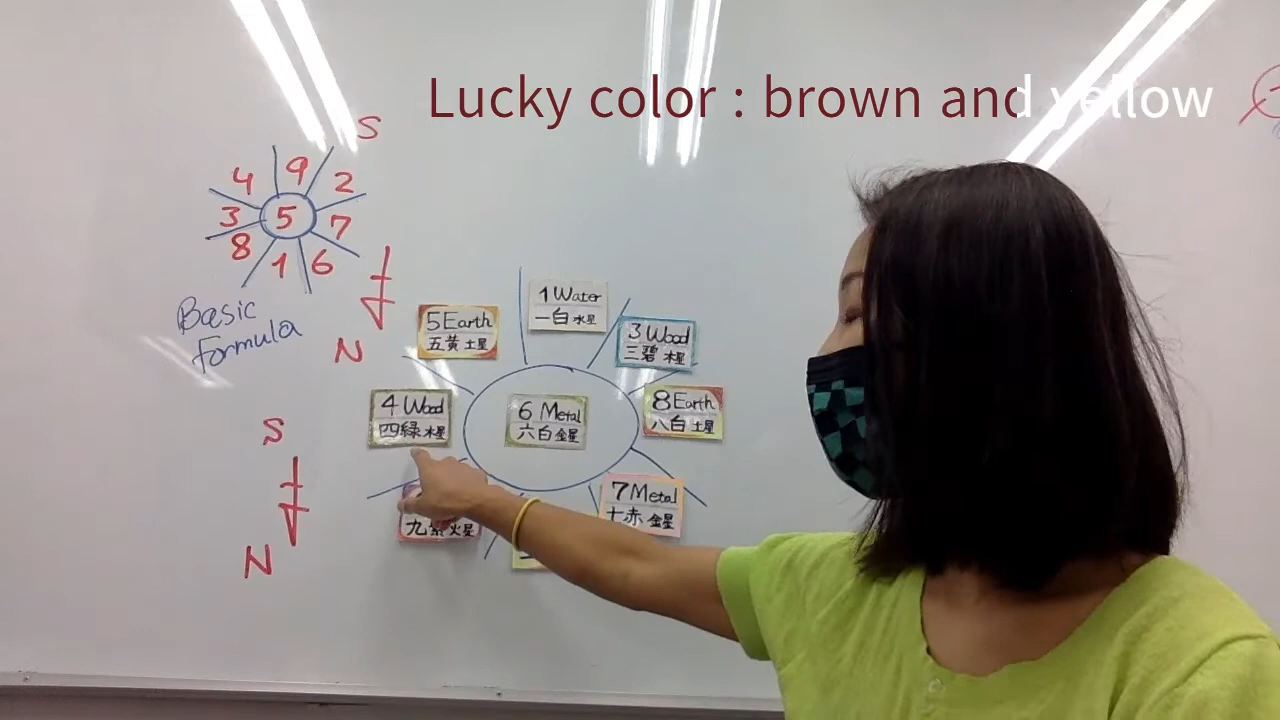 Lucky color : brown and yellow
S
4 9 2
3 5 7
8 1 6
Basic
formula
N
S
N
1 Water
一白 水星
5 Earth
五黄 土星
3 Wood
三碧 木星
4 Wood
四緑 木星
6 Metal
六白 金星
8 Earth
八白 土星
7 Metal
七赤 金星
九紫 火星